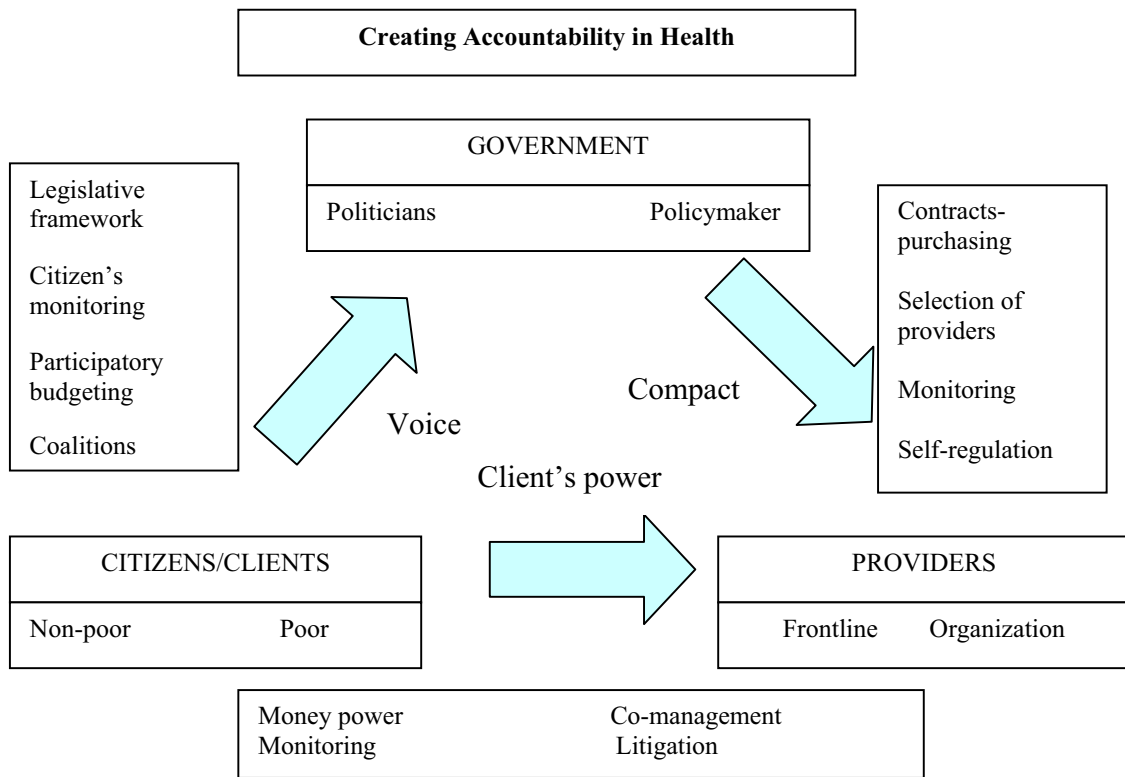 Creating Accountability in Health
GOVERNMENT
Politicians Policymaker
Legislative
framework
Citizen’s
monitoring
Participatory
budgeting
Coalitions
Contracts-
purchasing
Selection of
providers
Monitoring
Self-regulation
Voice
Compact
Client’s power
CITIZENS/CLIENTS
Non-poor Poor
PROVIDERS
Frontline Organization
Money power Co-management
Monitoring Litigation